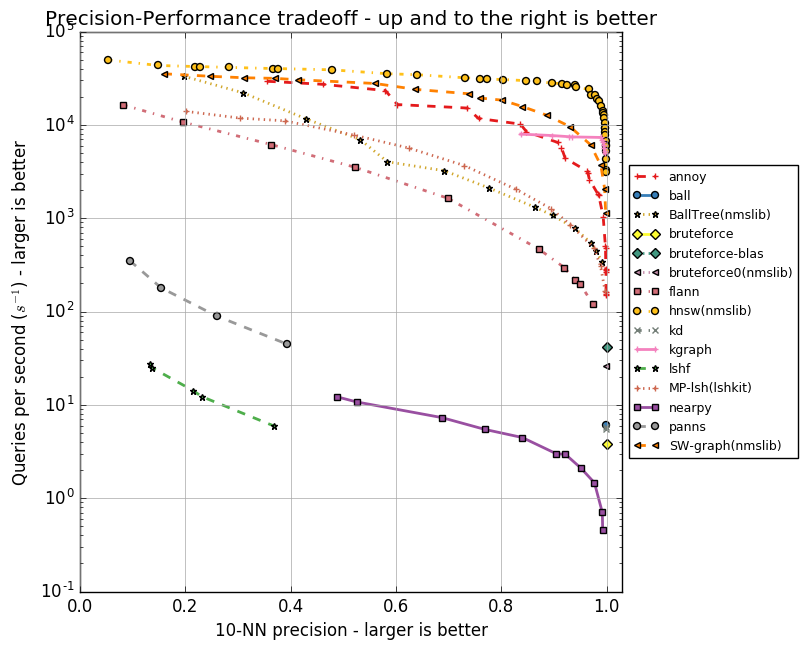 Precision-Performance tradeoff - up and to the right is better
Queries per second (s⁻¹) - larger is better
10⁵
10⁴
10³
10²
10¹
10⁰
10⁻¹
0.0 0.2 0.4 0.6 0.8 1.0
10-NN precision - larger is better
annoy
ball
BallTree(nmslib)
bruteforce
bruteforce-blas
bruteforce0(nmslib)
flann
hnsw(nmslib)
kd
kgraph
lshf
MP-lsh(lshkit)
nearpy
panns
SW-graph(nmslib)